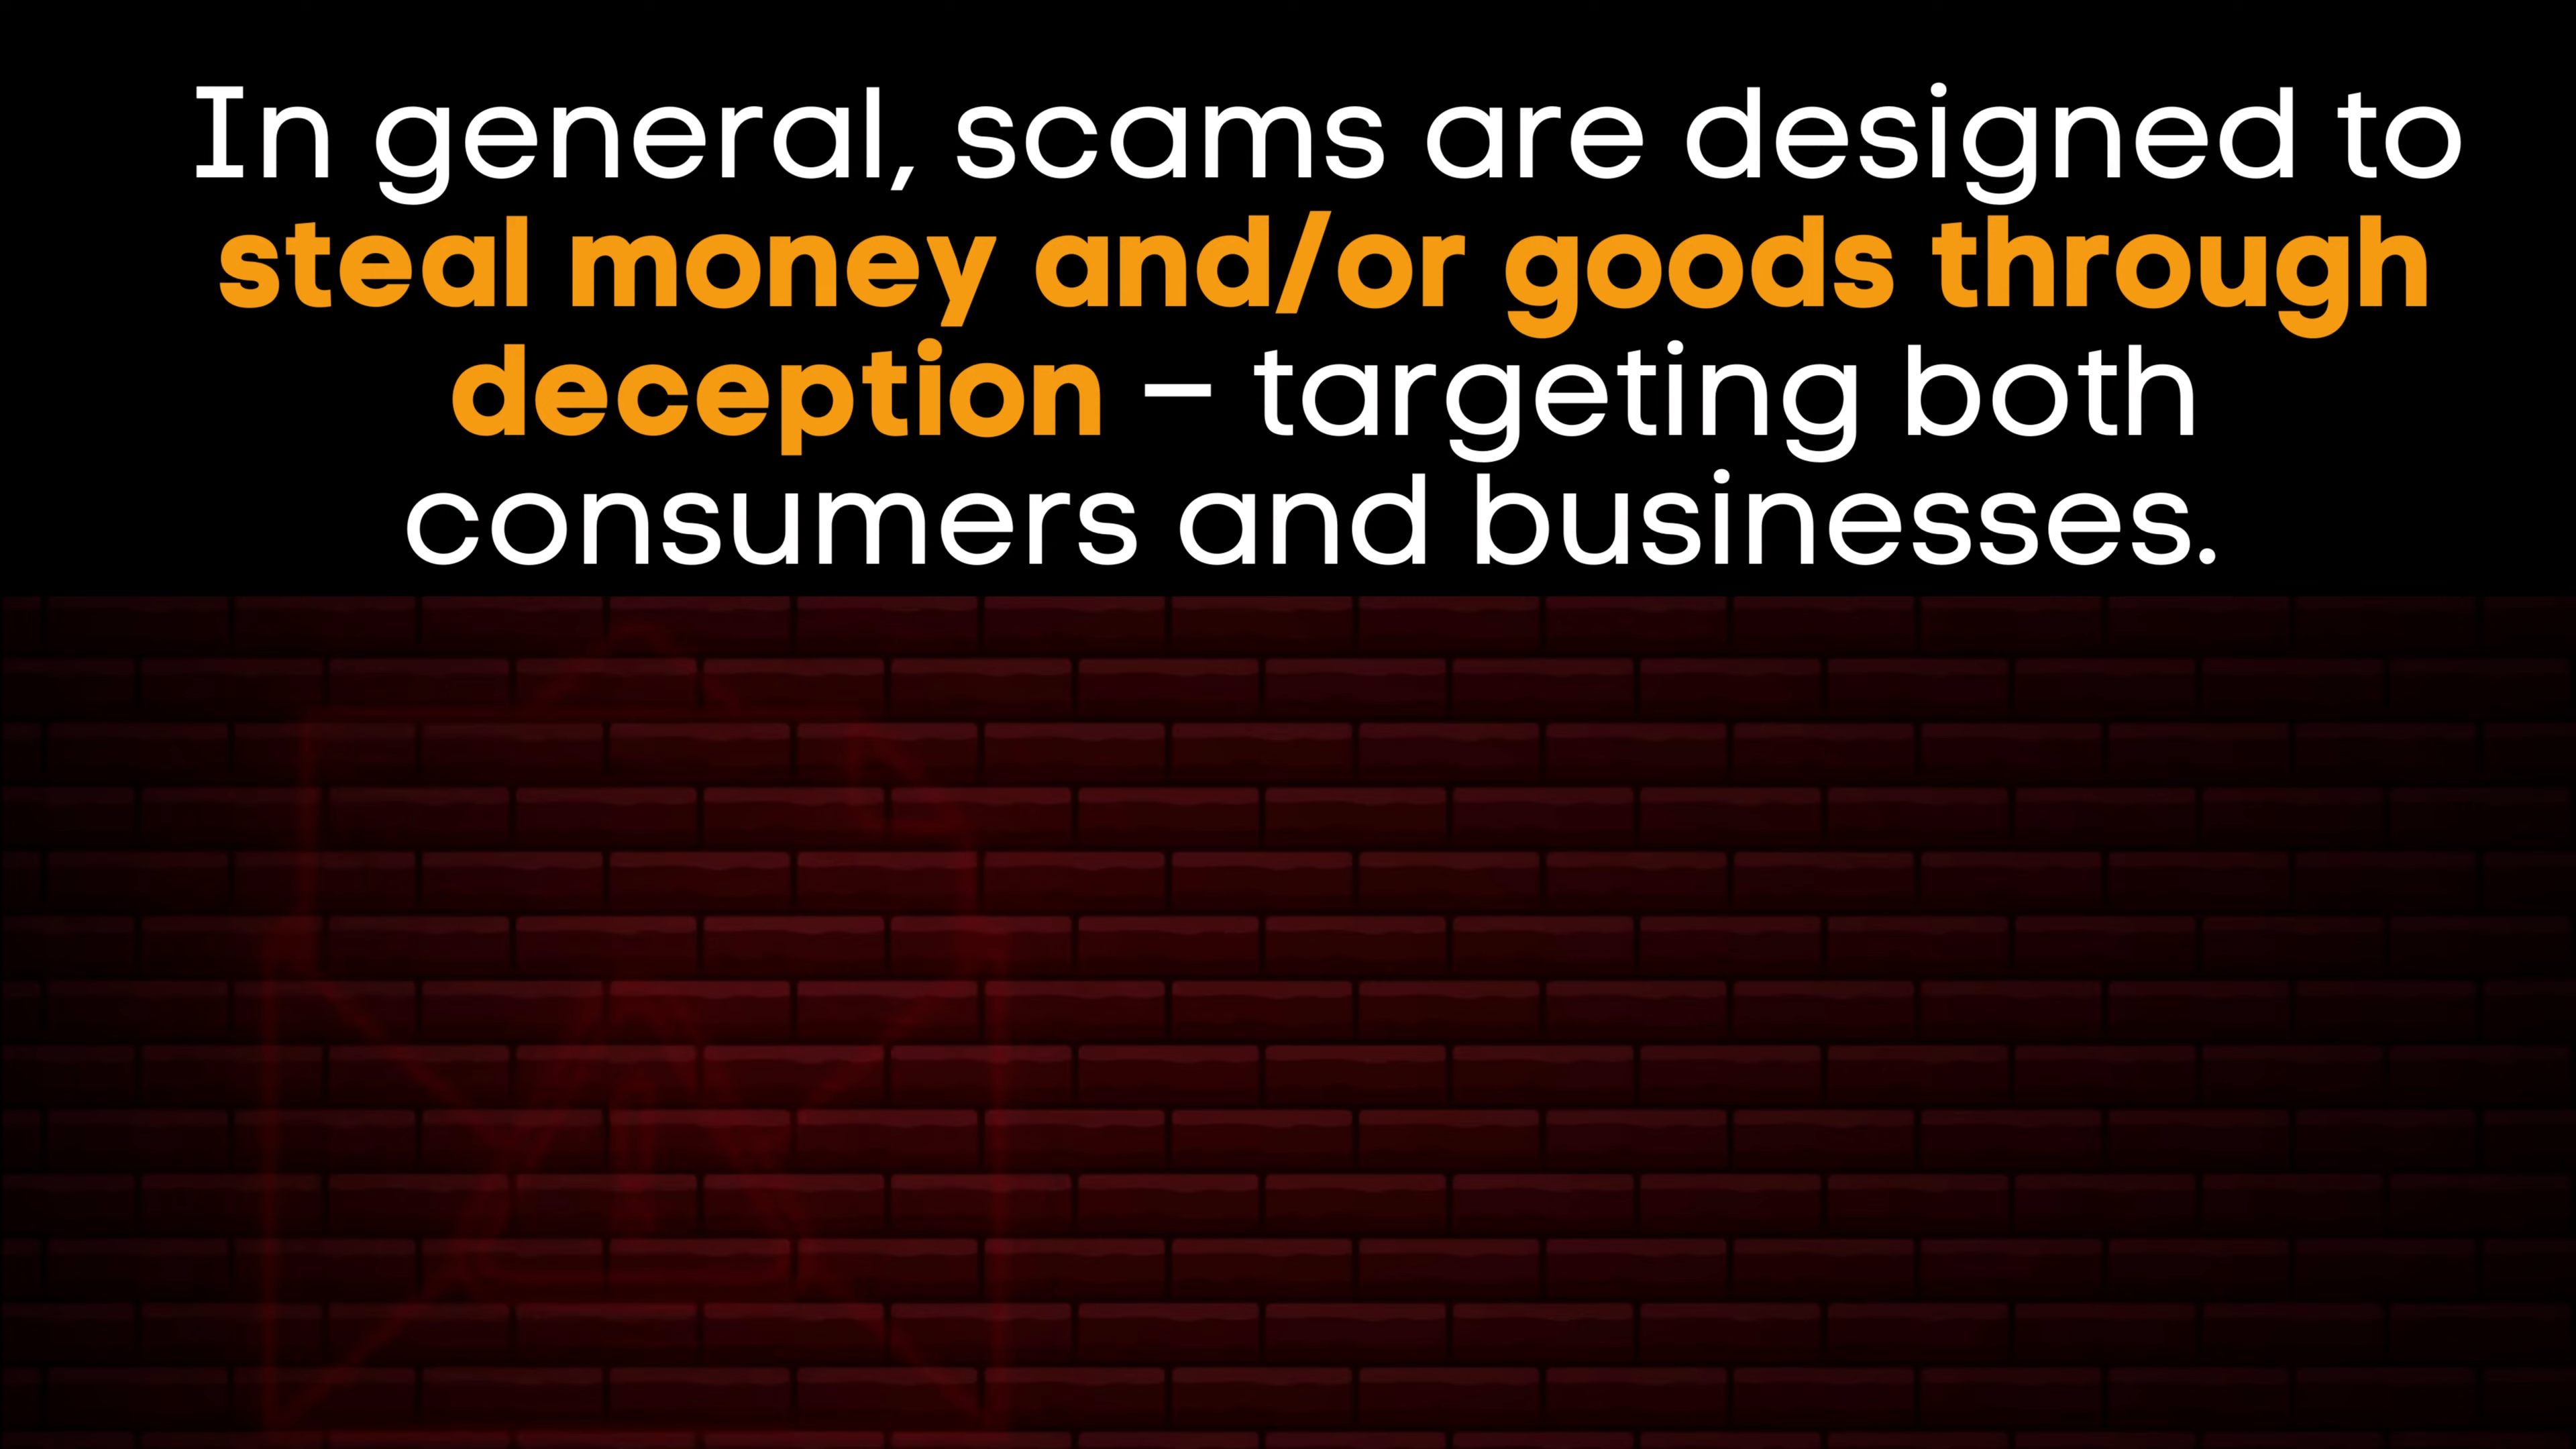 In general, scams are designed to
steal money and/or goods through
deception – targeting both
consumers and businesses.